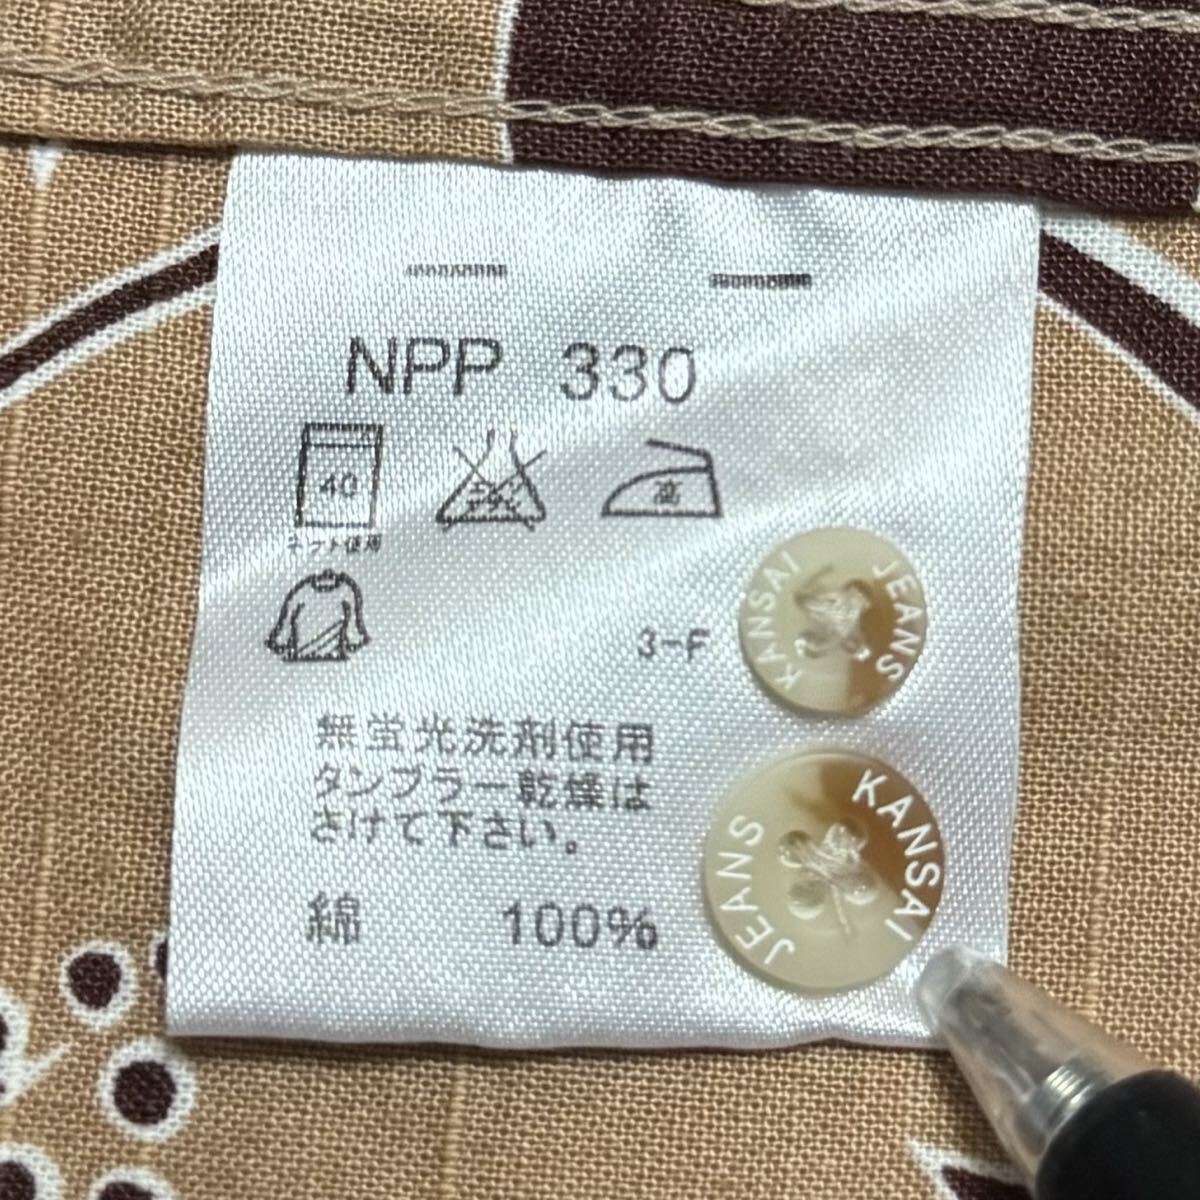 NPP 330
40
高
ネット使用
3-F
KANSAI JEANS
無蛍光洗剤使用
タンブラー乾燥は
さけて下さい。
KANSAI JEANS
綿 100%